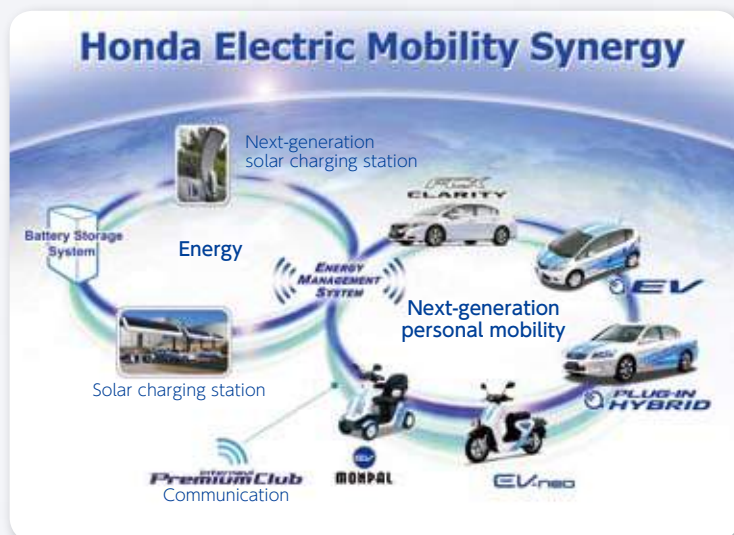 Honda Electric Mobility Synergy
Next-generation
solar charging station
FCX
CLARITY
Battery Storage
System
Energy
ENERGY
MANAGEMENT
SYSTEM
EV
Next-generation
personal mobility
Solar charging station
PLUG-IN
HYBRID
internavi
PremiumClub
Communication
EV
MONPAL
EV-neo